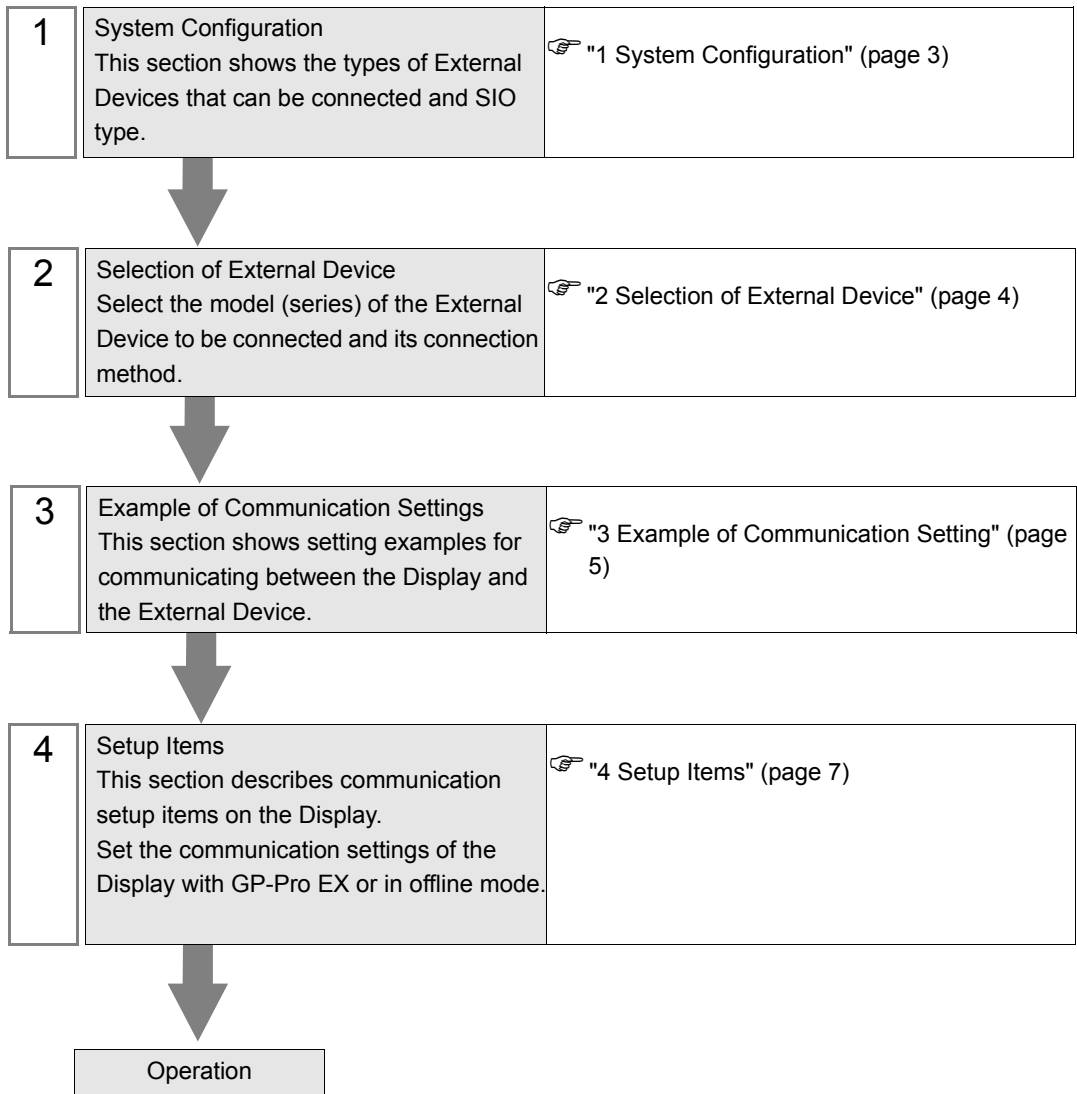 1
System Configuration
This section shows the types of External
Devices that can be connected and SIO
type.
"1 System Configuration" (page 3)
2
Selection of External Device
Select the model (series) of the External
Device to be connected and its connection
method.
"2 Selection of External Device" (page 4)
3
Example of Communication Settings
This section shows setting examples for
communicating between the Display and
the External Device.
"3 Example of Communication Setting" (page
5)
4
Setup Items
This section describes communication
setup items on the Display.
Set the communication settings of the
Display with GP-Pro EX or in offline mode.
"4 Setup Items" (page 7)
Operation